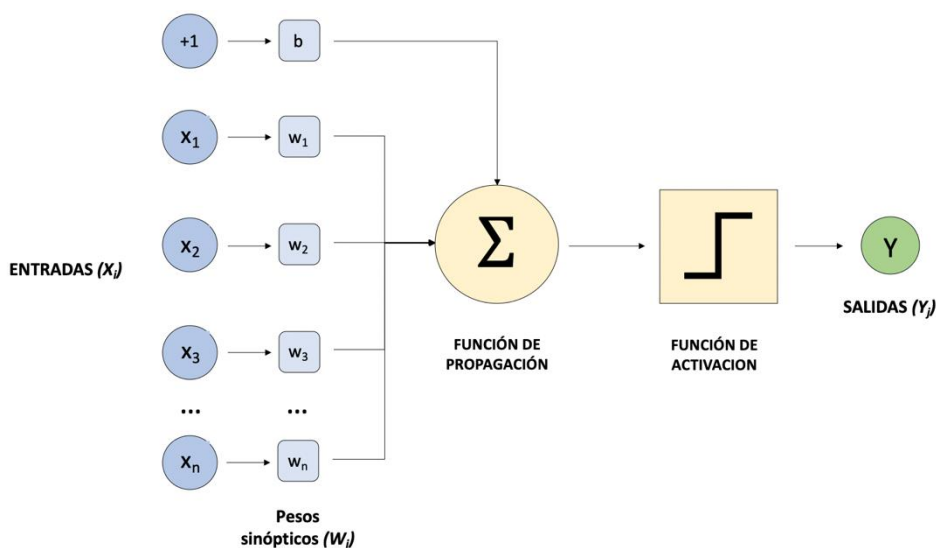 +1
b
X1
w1
X2
w2
ENTRADAS (Xi)
X3
w3
...
...
Xn
wn
Pesos
sinópticos (Wi)
Σ
FUNCIÓN DE
PROPAGACIÓN
FUNCIÓN DE
ACTIVACION
Y
SALIDAS (Yj)